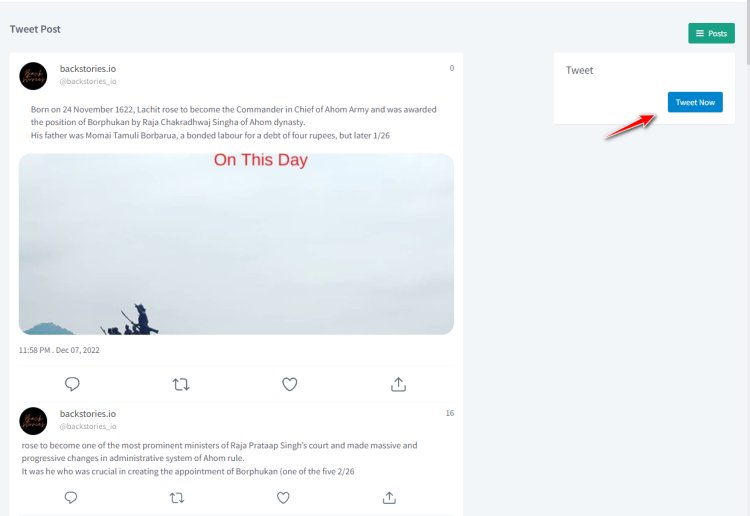 Tweet Post
Posts
backstories.io
@backstories_io
0
Born on 24 November 1622, Lachit rose to become the Commander in Chief of Ahom Army and was awarded
the position of Borphukan by Raja Chakradhwaj Singha of Ahom dynasty.
His father was Momai Tamuli Borbarua, a bonded labour for a debt of four rupees, but later 1/26
On This Day
11:58 PM . Dec 07, 2022
Tweet
Tweet Now
Back
stories
backstories.io
@backstories_io
16
rose to become one of the most prominent ministers of Raja Prataap Singh's court and made massive and
progressive changes in administrative system of Ahom rule.
It was he who was crucial in creating the appointment of Borphukan (one of the five 2/26